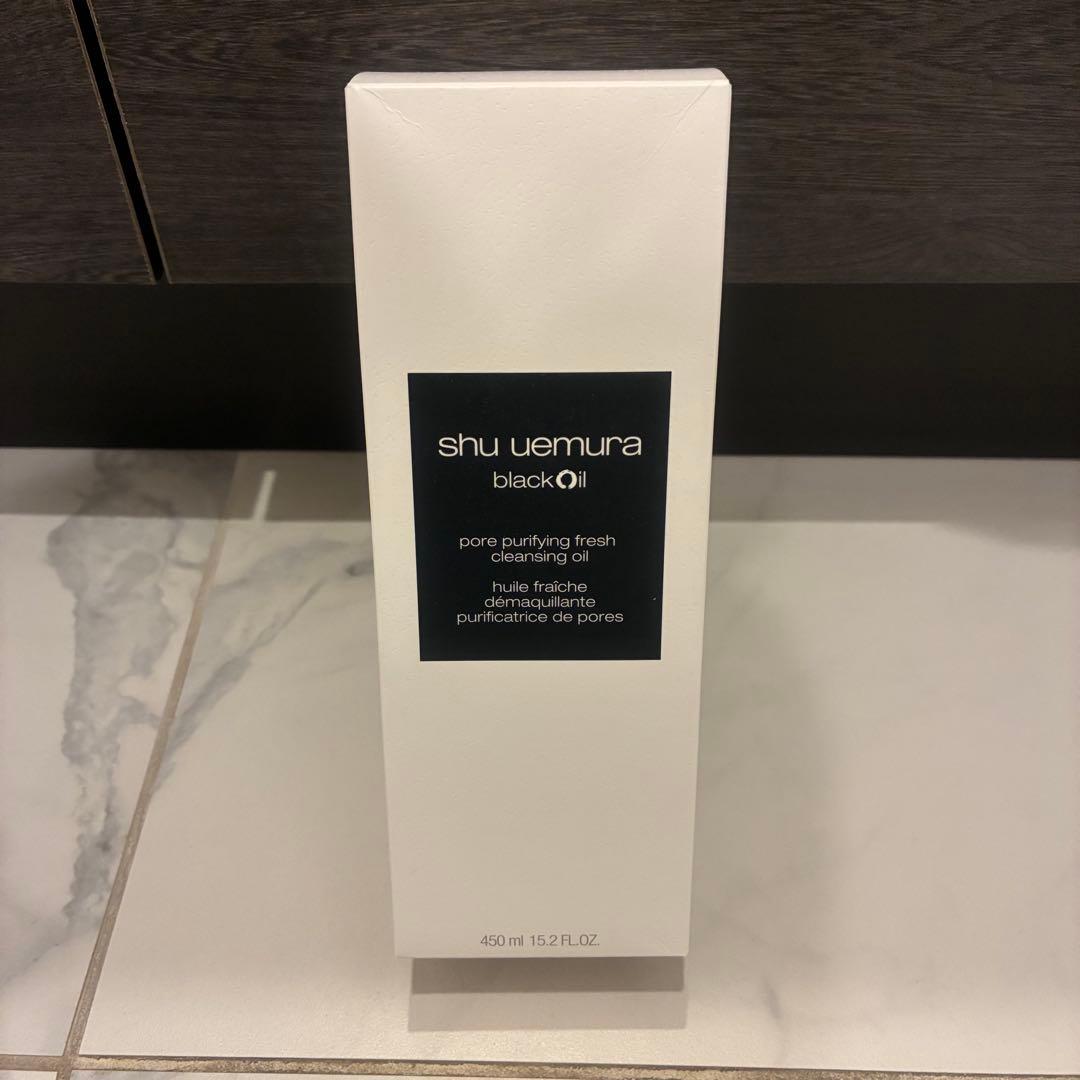 shu uemura
blackOil
pore purifying fresh
cleansing oil
huile fraîche
démaquillante
purificatrice de pores
450 ml 15.2 FL.OZ.